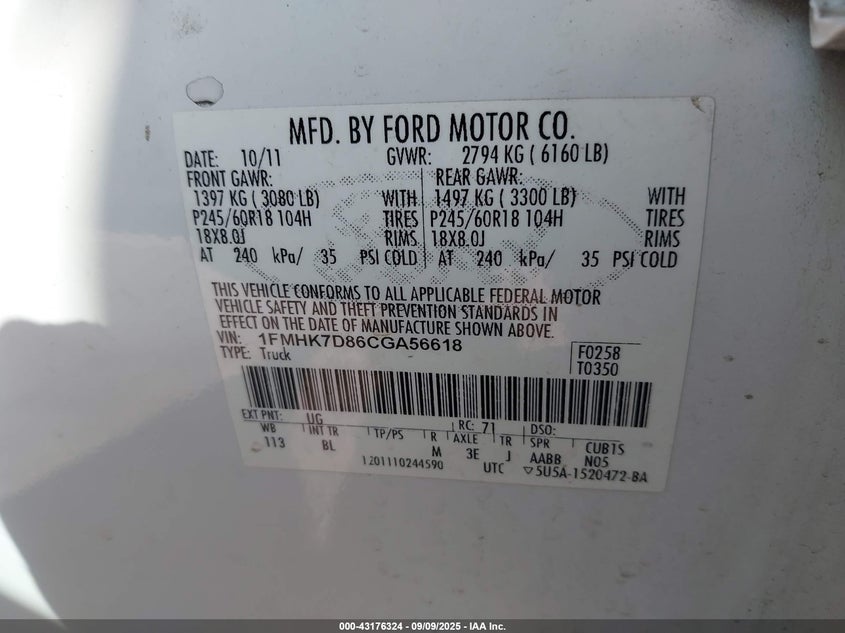 MFD. BY FORD MOTOR CO.
DATE: 10/11 GVWR: 2794 KG ( 6160 LB)
FRONT GAWR: REAR GAWR:
1397 KG ( 3080 LB) WITH 1497 KG ( 3300 LB) WITH
P245/60R18 104H TIRES P245/60R18 104H TIRES
18X8.0J RIMS 18X8.0J RIMS
AT 240 kPa/ 35 PSI COLD AT 240 kPa/ 35 PSI COLD
THIS VEHICLE CONFORMS TO ALL APPLICABLE FEDERAL MOTOR
VEHICLE SAFETY AND THEFT PREVENTION STANDARDS IN
EFFECT ON THE DATE OF MANUFACTURE SHOWN ABOVE.
VIN: 1FMHK7D86CGA56618 F0258
TYPE: Truck T0350
EXT PNT: UG RC: 71 DSO:
WB INT TR TP/PS R AXLE TR SPR CUBTS
113 BL M 3E J AABB N05
1201110244590 UTC ▽5U5A-1520472-BA
000-43176324 | 09/09/2025 | IAA Inc.